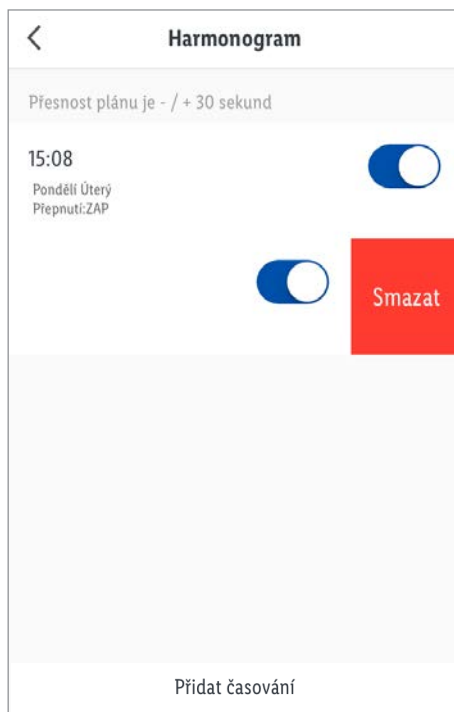 Harmonogram
Přesnost plánu je - / + 30 sekund
15:08
Pondělí Úterý
Přepnutí:ZAP
Smazat
Přidat časování